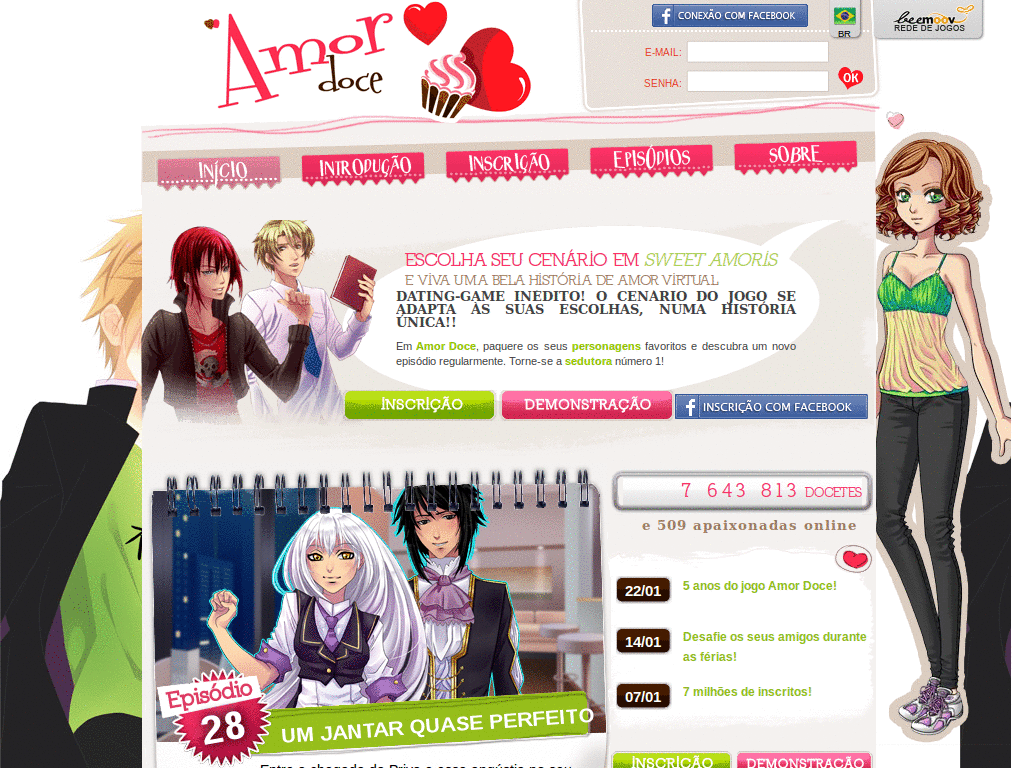 Amor
doce
CONEXÃO COM FACEBOOK
E-MAIL:
SENHA:
OK
BR
beemoov
REDE DE JOGOS
INÍCIO
INTRODUÇÃO
INSCRIÇÃO
EPISÓDIOS
SOBRE
ESCOLHA SEU CENÁRIO EM SWEET AMORIS
E VIVA UMA BELA HISTÓRIA DE AMOR VIRTUAL
DATING-GAME INEDITO! O CENARIO DO JOGO SE
ADAPTA ÀS SUAS ESCOLHAS, NUMA HISTÓRIA
ÚNICA!!
Em Amor Doce, paquere os seus personagens favoritos e descubra um novo
episódio regularmente. Torne-se a sedutora número 1!
INSCRIÇÃO
DEMONSTRAÇÃO
INSCRIÇÃO COM FACEBOOK
7 643 813 DOCETES
e 509 apaixonadas online
22/01 5 anos do jogo Amor Doce!
14/01 Desafie os seus amigos durante
as férias!
07/01 7 milhões de inscritos!
Episódio
28
UM JANTAR QUASE PERFEITO
INSCRIÇÃO
DEMONSTRAÇÃO